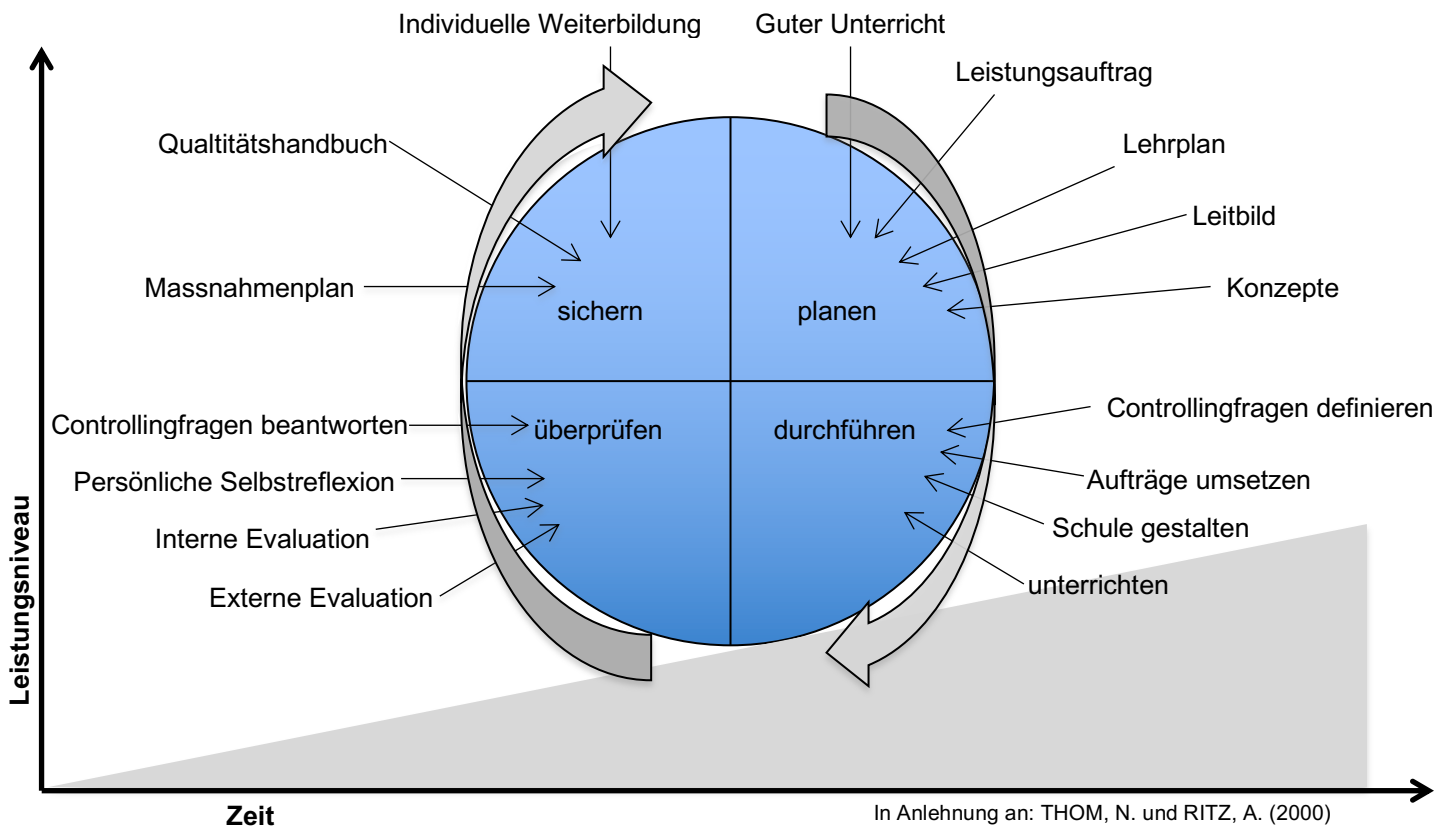 Individuelle Weiterbildung
Guter Unterricht
Leistungsauftrag
Qualtitätshandbuch
Lehrplan
Leitbild
Massnahmenplan
Konzepte
sichern
planen
Controllingfragen definieren
Controllingfragen beantworten
überprüfen
durchführen
Persönliche Selbstreflexion
Aufträge umsetzen
Interne Evaluation
Schule gestalten
Externe Evaluation
unterrichten
Leistungsniveau
Zeit
In Anlehnung an: THOM, N. und RITZ, A. (2000)